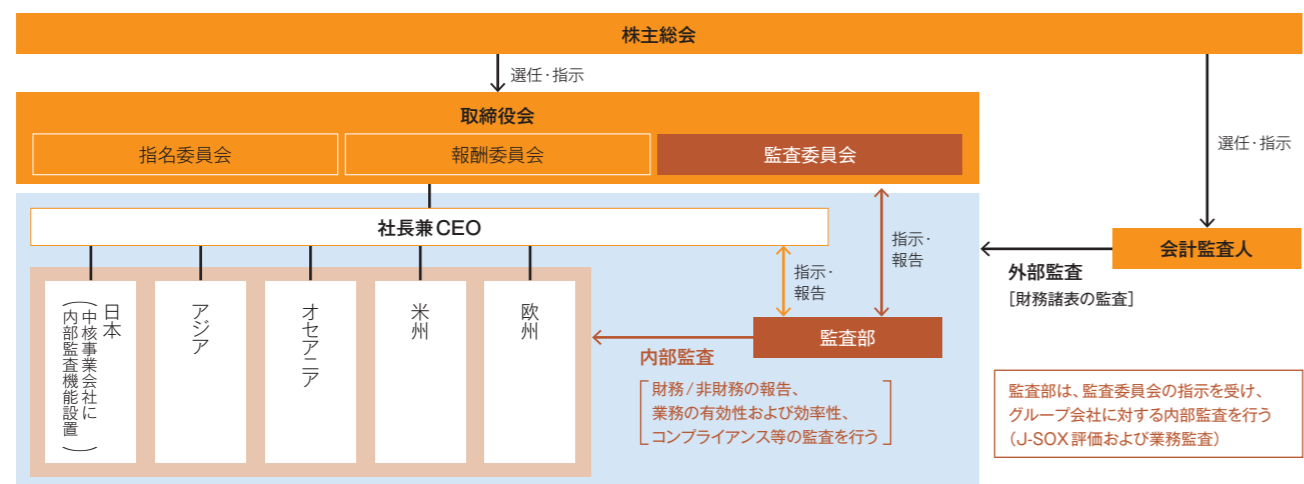 株主総会
選任・指示
取締役会
指名委員会
報酬委員会
監査委員会
選任・指示
社長兼CEO
指示・
報告
指示・
報告
会計監査人
外部監査
[財務諸表の監査]
日本
(中核事業会社に
内部監査機能設置)
アジア
オセアニア
米州
欧州
監査部
内部監査
財務/非財務の報告、
業務の有効性および効率性、
コンプライアンス等の監査を行う
監査部は、監査委員会の指示を受け、
グループ会社に対する内部監査を行う
(J-SOX評価および業務監査)